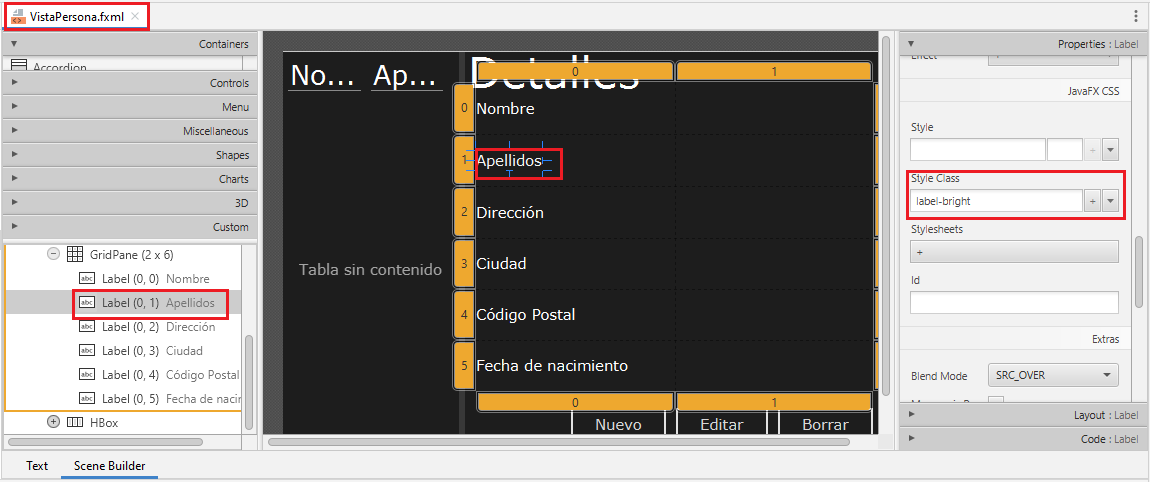 VistaPersona.fxml
Containers
Accordion
Controls
Menu
Miscellaneous
Shapes
Charts
3D
Custom
GridPane (2 x 6)
Label (0, 0) Nombre
Label (0, 1) Apellidos
Label (0, 2) Dirección
Label (0, 3) Ciudad
Label (0, 4) Código Postal
Label (0, 5) Fecha de nacir
HBox
No... Ap...
Detalles
0 1
0 Nombre
1 Apellidos
2 Dirección
3 Ciudad
4 Código Postal
5 Fecha de nacimiento
0 1
Tabla sin contenido
Nuevo Editar Borrar
Properties : Label
Effect
JavaFX CSS
Style
+
Style Class
label-bright +
Stylesheets
+
Id
Extras
Blend Mode SRC_OVER
Layout : Label
Code : Label
Text Scene Builder